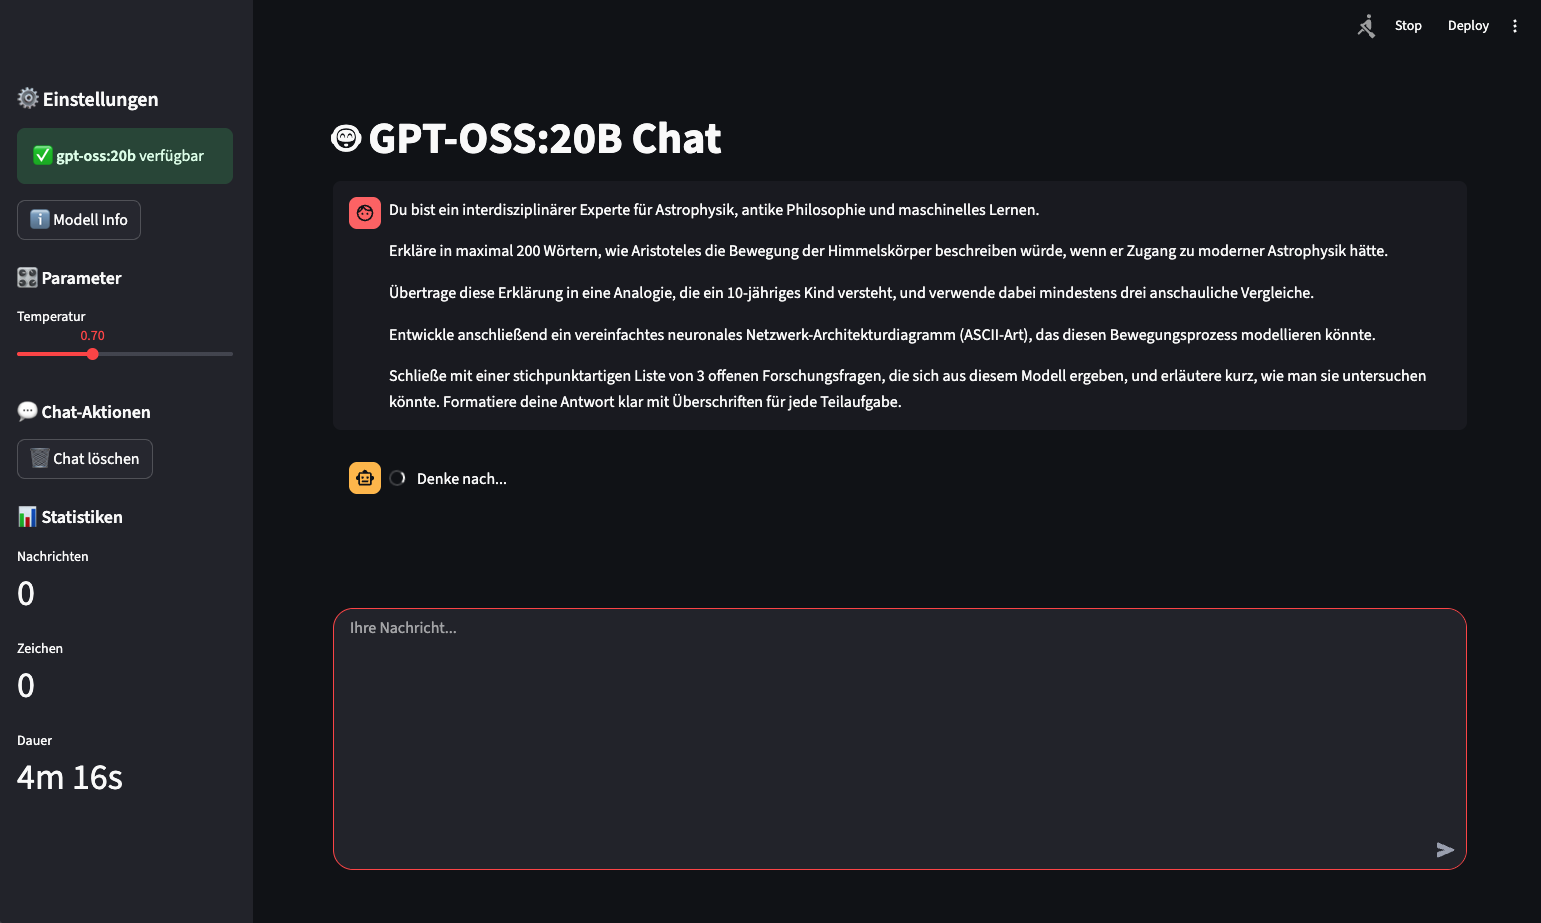 Stop
Deploy
Einstellungen
gpt-oss:20b verfügbar
Modell Info
Parameter
Temperatur
0.70
Chat-Aktionen
Chat löschen
Statistiken
Nachrichten
0
Zeichen
0
Dauer
4m 16s
GPT-OSS:20B Chat
Du bist ein interdisziplinärer Experte für Astrophysik, antike Philosophie und maschinelles Lernen.
Erkläre in maximal 200 Wörtern, wie Aristoteles die Bewegung der Himmelskörper beschreiben würde, wenn er Zugang zu moderner Astrophysik hätte.
Übertrage diese Erklärung in eine Analogie, die ein 10-jähriges Kind versteht, und verwende dabei mindestens drei anschauliche Vergleiche.
Entwickle anschließend ein vereinfachtes neuronales Netzwerk-Architekturdiagramm (ASCII-Art), das diesen Bewegungsprozess modellieren könnte.
Schließe mit einer stichpunktartigen Liste von 3 offenen Forschungsfragen, die sich aus diesem Modell ergeben, und erläutere kurz, wie man sie untersuchen
könnte. Formatiere deine Antwort klar mit Überschriften für jede Teilaufgabe.
Denke nach...
Ihre Nachricht...